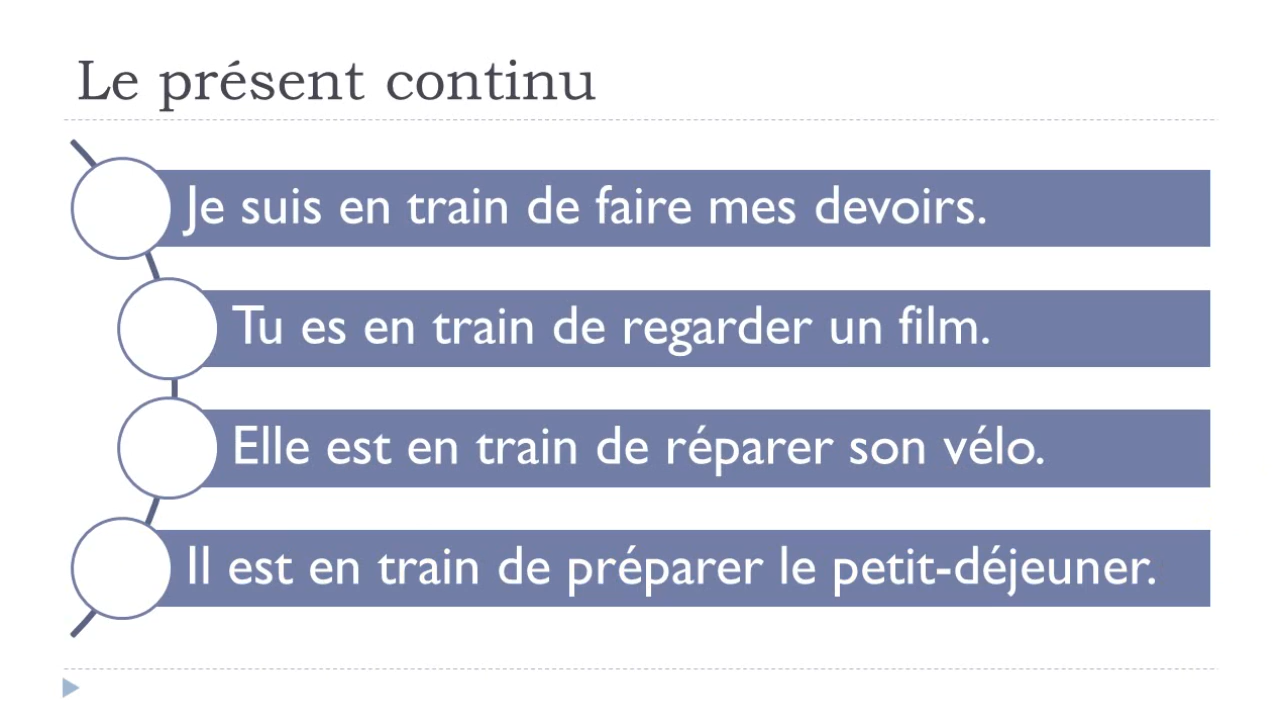 Le présent continu
Je suis en train de faire mes devoirs.
Tu es en train de regarder un film.
Elle est en train de réparer son vélo.
Il est en train de préparer le petit-déjeuner.